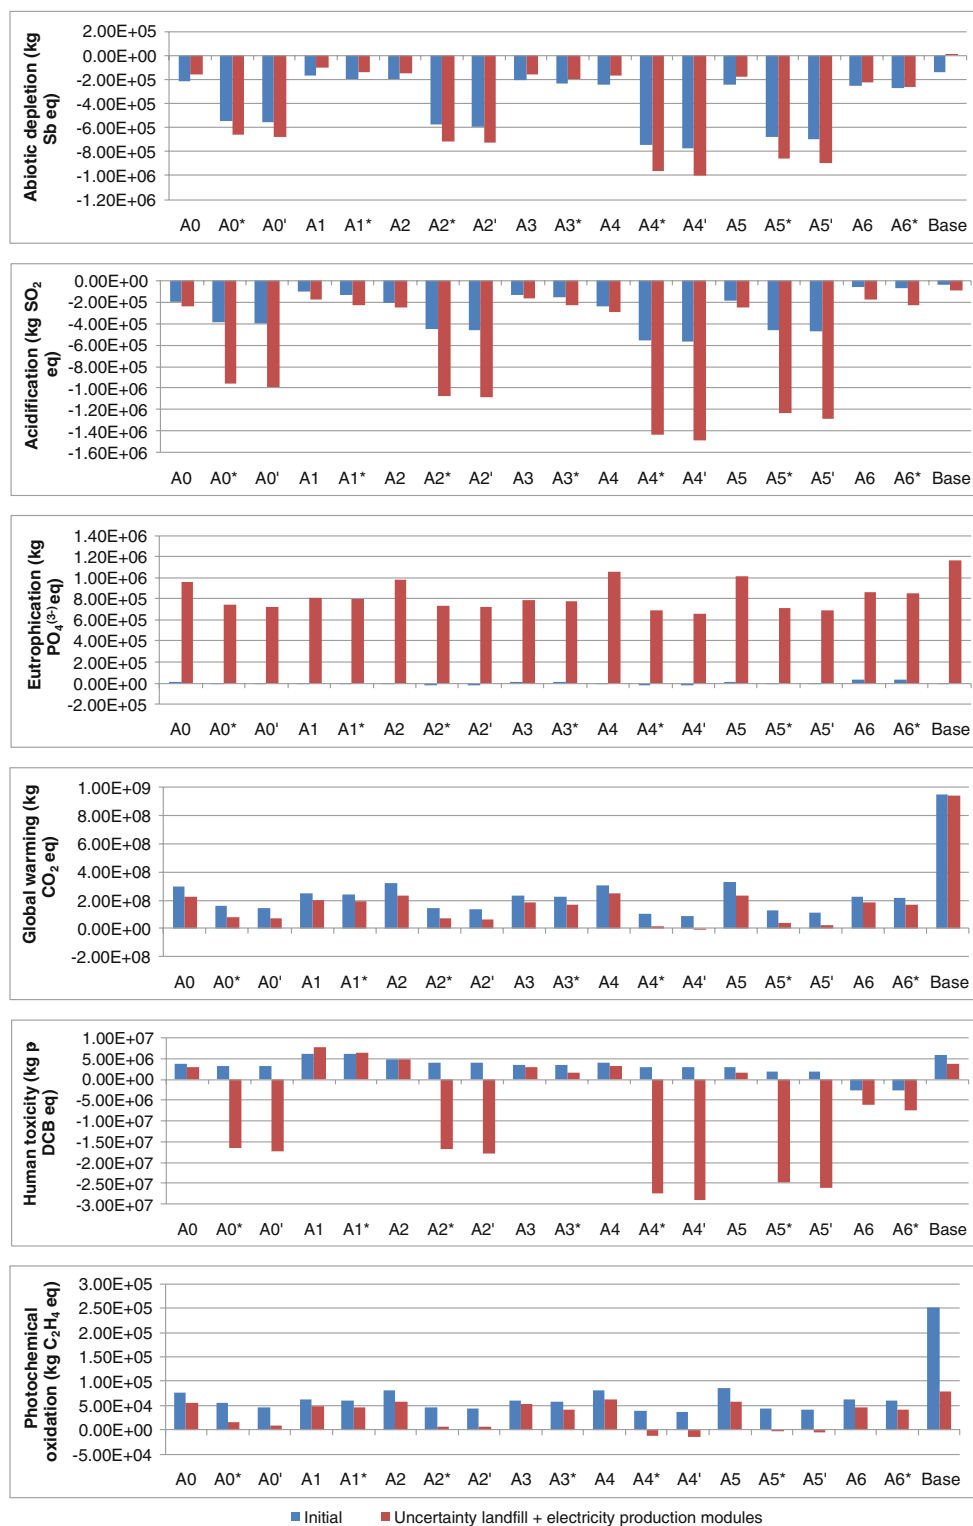 Abiotic depletion (kg
Sb eq)
2.00E+05
0.00E+00
-2.00E+05
-4.00E+05
-6.00E+05
-8.00E+05
-1.00E+06
-1.20E+06
A0 A0* A0' A1 A1* A2 A2* A2' A3 A3* A4 A4* A4' A5 A5* A5' A6 A6* Base
Acidification (kg SO₂
eq)
0.00E+00
-2.00E+05
-4.00E+05
-6.00E+05
-8.00E+05
-1.00E+06
-1.20E+06
-1.40E+06
-1.60E+06
A0 A0* A0' A1 A1* A2 A2* A2' A3 A3* A4 A4* A4' A5 A5* A5' A6 A6* Base
Eutrophication (kg
PO₄⁽³⁻⁾ eq)
1.40E+06
1.20E+06
1.00E+06
8.00E+05
6.00E+05
4.00E+05
2.00E+05
0.00E+00
-2.00E+05
A0 A0* A0' A1 A1* A2 A2* A2' A3 A3* A4 A4* A4' A5 A5* A5' A6 A6* Base
Global warming (kg
CO₂ eq)
1.00E+09
8.00E+08
6.00E+08
4.00E+08
2.00E+08
0.00E+00
-2.00E+08
A0 A0* A0' A1 A1* A2 A2* A2' A3 A3* A4 A4* A4' A5 A5* A5' A6 A6* Base
Human toxicity (kg p-
DCB eq)
1.00E+07
5.00E+06
0.00E+00
-5.00E+06
-1.00E+07
-1.50E+07
-2.00E+07
-2.50E+07
-3.00E+07
A0 A0* A0' A1 A1* A2 A2* A2' A3 A3* A4 A4* A4' A5 A5* A5' A6 A6* Base
Photochemical
oxidation (kg C₂H₄ eq)
3.00E+05
2.50E+05
2.00E+05
1.50E+05
1.00E+05
5.00E+04
0.00E+00
-5.00E+04
A0 A0* A0' A1 A1* A2 A2* A2' A3 A3* A4 A4* A4' A5 A5* A5' A6 A6* Base
Initial Uncertainty landfill + electricity production modules